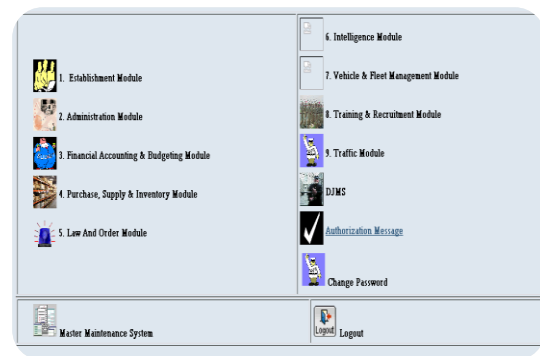 1. Establishment Module
2. Administration Module
3. Financial Accounting & Budgeting Module
4. Purchase, Supply & Inventory Module
5. Law And Order Module
6. Intelligence Module
7. Vehicle & Fleet Management Module
8. Training & Recruitment Module
9. Traffic Module
DJMS
Authorization Message
Change Password
Master Maintenance System
Logout Logout